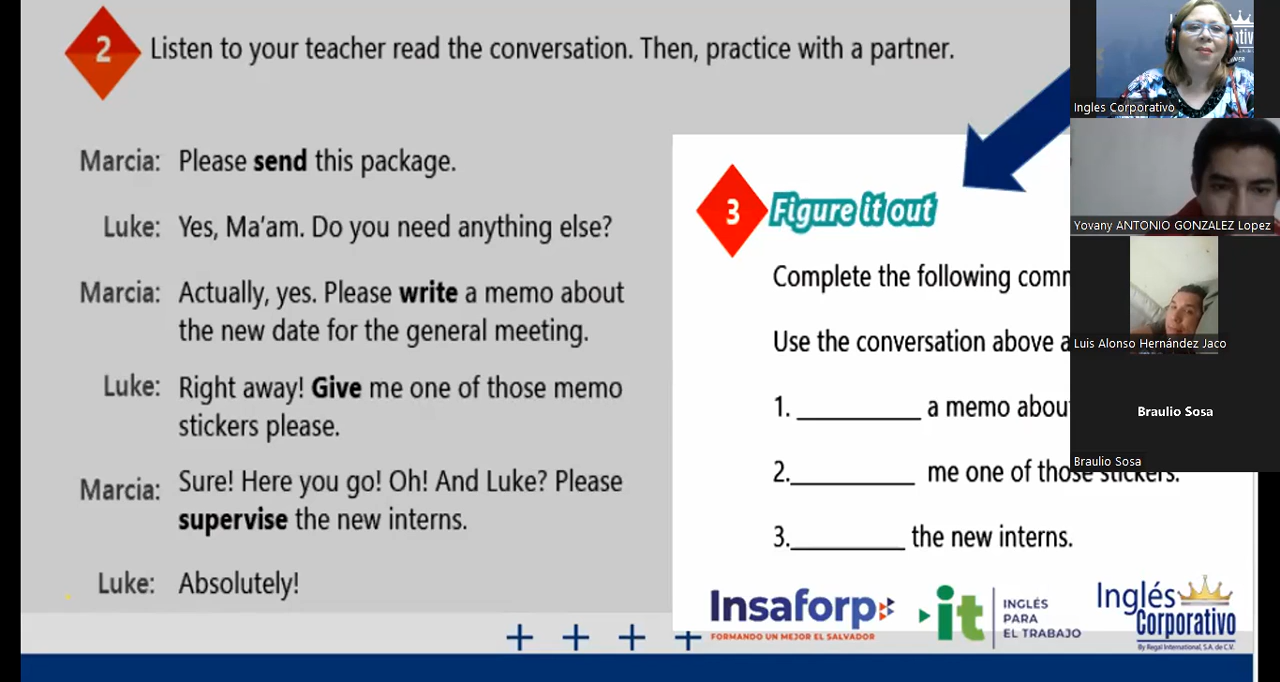 2 Listen to your teacher read the conversation. Then, practice with a partner.
Marcia: Please send this package.
Luke: Yes, Ma'am. Do you need anything else?
Marcia: Actually, yes. Please write a memo about
the new date for the general meeting.
Luke: Right away! Give me one of those memo
stickers please.
Marcia: Sure! Here you go! Oh! And Luke? Please
supervise the new interns.
Luke: Absolutely!
3 Figure it out
Complete the following
Use the conversation above
1. __________ a memo
2.__________ me one of those stickers.
3.__________ the new interns.
Insaforp
FORMANDO UN MEJOR EL SALVADOR
it
INGLÉS
PARA
EL TRABAJO
Inglés
Corporativo
By Regal International, S.A. de C.V.
Ingles Corporativo
Yovany ANTONIO GONZALEZ Lopez
Luis Alonso Hernández Jaco
Braulio Sosa
Braulio Sosa